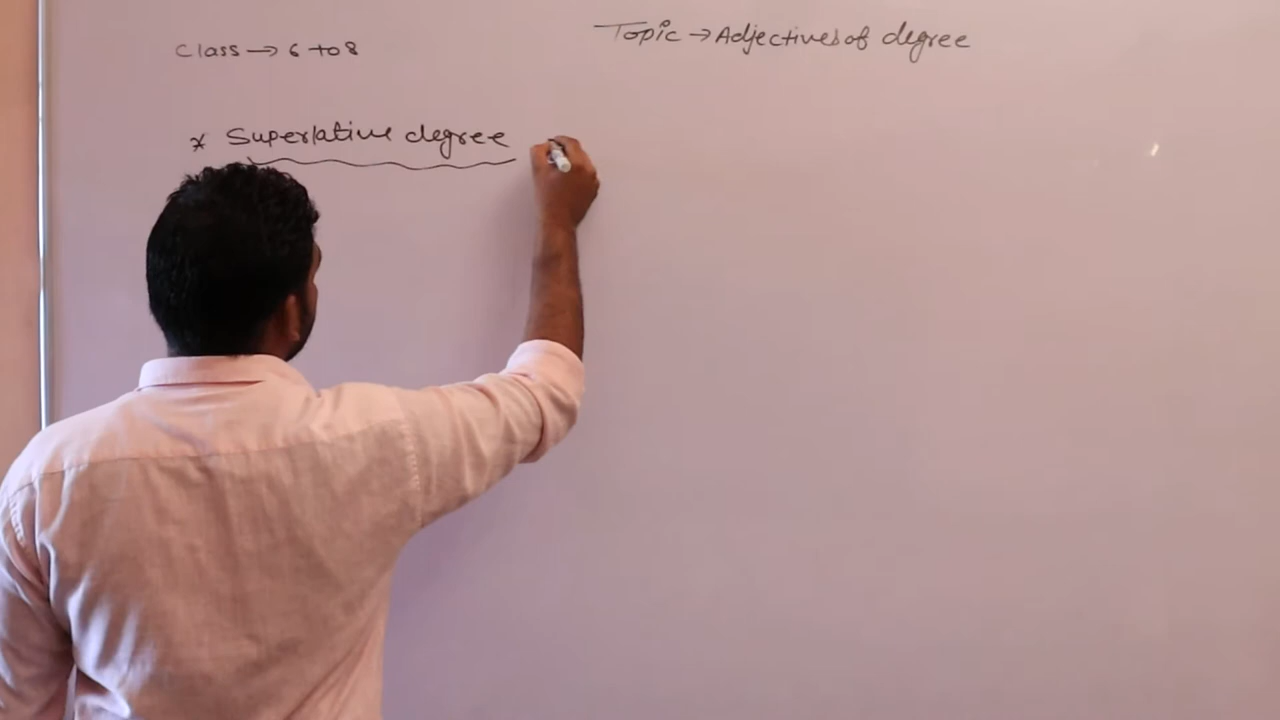 Class → 6 to 8
Topic → Adjectives of degree
* Superlative degree